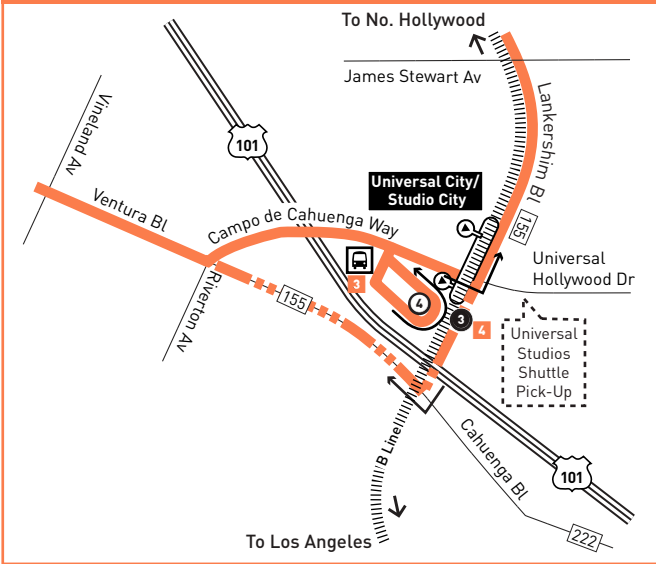 To No. Hollywood
James Stewart Av
Lankershim Bl
Vineland Av
101
Universal City/
Studio City
Ventura Bl
Campo de Cahuenga Way
155
3
4
Universal
Hollywood Dr
155
Riverton Av
3
4
Universal
Studios
Shuttle
Pick-Up
B Line
Cahuenga Bl
101
222
To Los Angeles